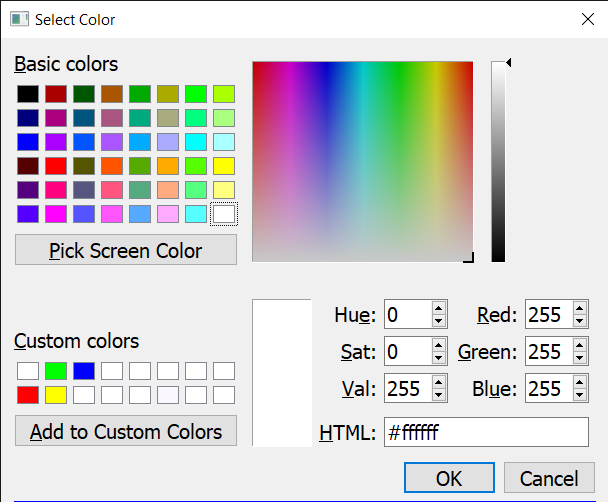 Select Color
Basic colors
Pick Screen Color
Custom colors
Add to Custom Colors
Hue: 0 Red: 255
Sat: 0 Green: 255
Val: 255 Blue: 255
HTML: #ffffff
OK Cancel